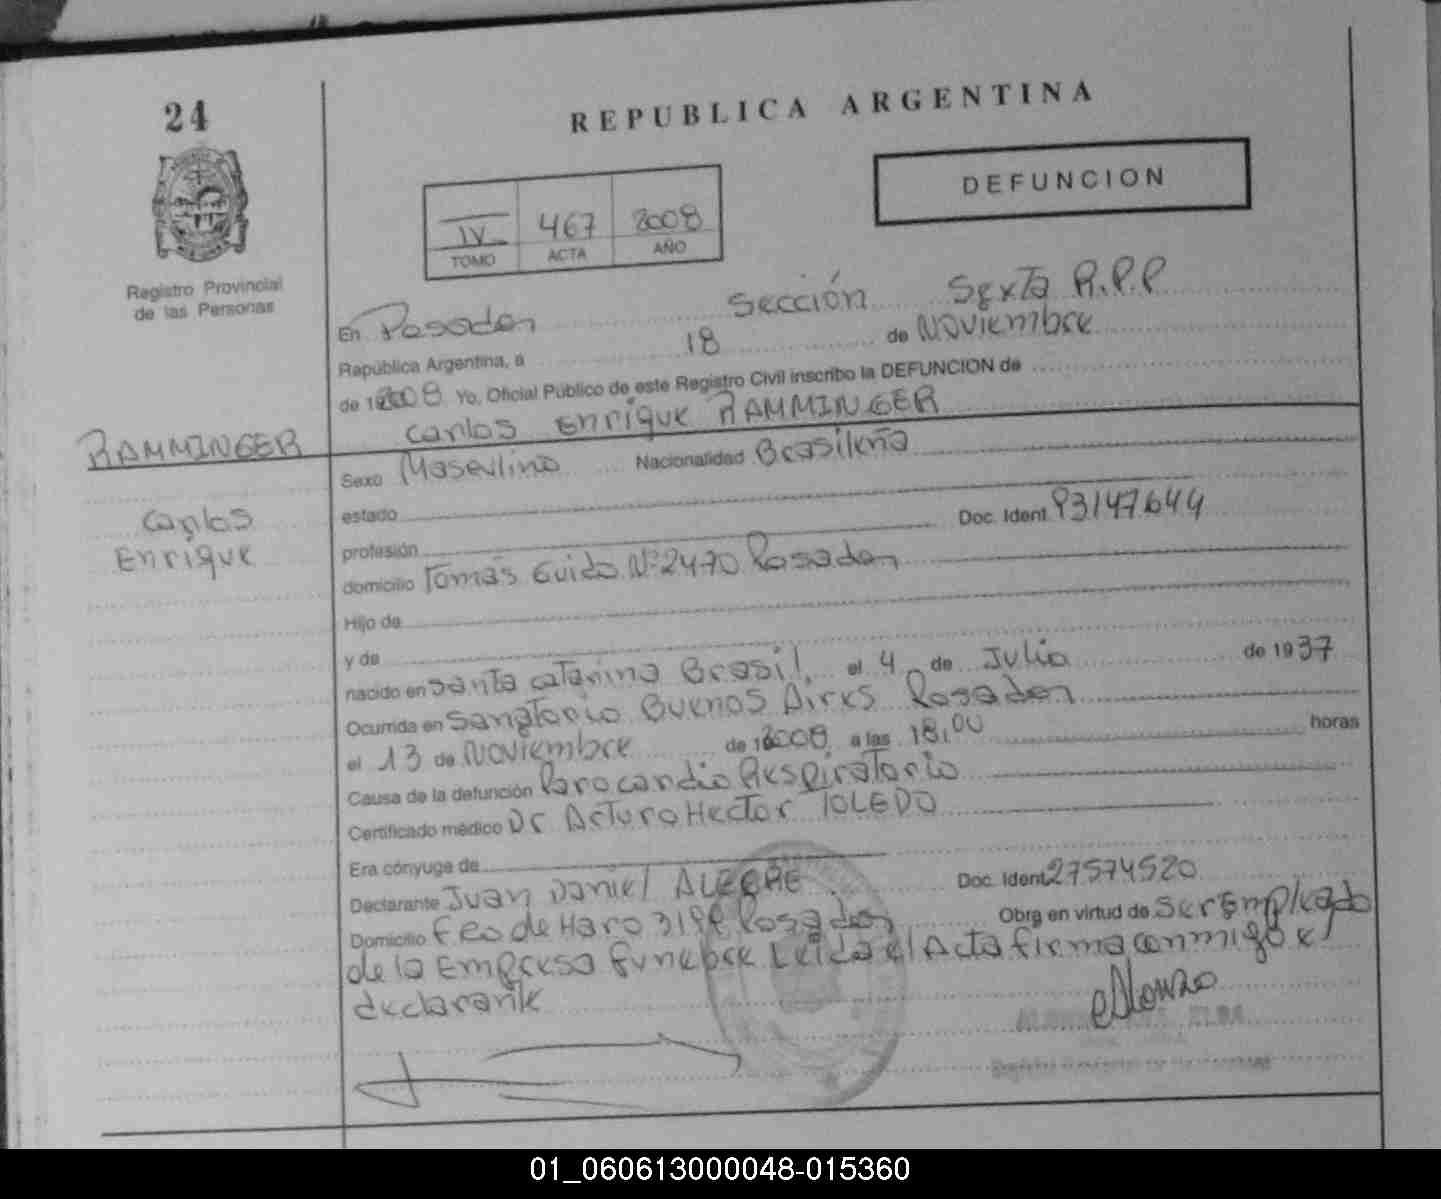 24
REPUBLICA ARGENTINA
DEFUNCION
IV 467 2008
TOMO ACTA AÑO
Registro Provincial
de las Personas
En Posadas Sección Sexta R.P.P
República Argentina, a 18 de Noviembre
de 2008 Yo, Oficial Público de este Registro Civil inscribo la DEFUNCION de
Carlos Enrique RAMMINGER
RAMMINGER
Carlos
Enrique
Sexo Masculino Nacionalidad Brasileña
estado
profesión Doc. Ident. 93147644
domicilio Tomás Guido Nº 2470 Posadas
Hijo de
y de
nacido en Santa Catarina Brasil, el 4 de Julio de 1937
Ocurrida en Sanatorio Buenos Aires Posadas
el 13 de Noviembre de 2008 a las 18,00 horas
Causa de la defunción Parocardio Respiratorio
Certificado médico Dr Arturo Hector TOLEDO
Era cónyuge de
Declarante Juan Daniel ALEGRE Doc. Ident. 27574520
Domicilio Fco de Haro Posadas Obra en virtud de ser Empleado
de la Empresa funebre Leida el Acta firma conmigo el
declarante
01_060613000048-015360